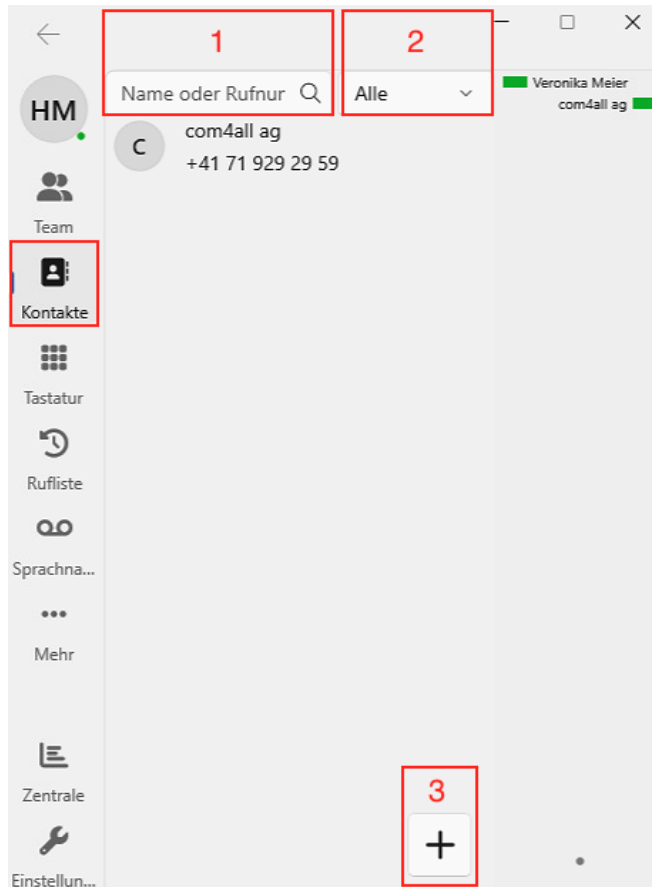 1
2
Name oder Rufnur
Alle
Veronika Meier
com4all ag
HM
C
com4all ag
+41 71 929 29 59
Team
Kontakte
Tastatur
Rufliste
Sprachna...
Mehr
Zentrale
3
Einstellun...